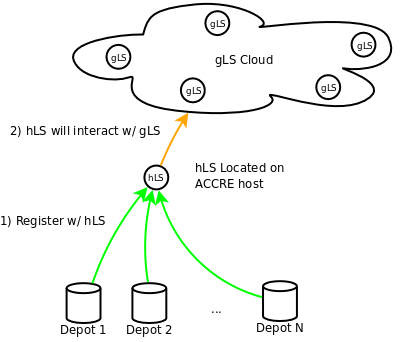 gLS
gLS
gLS
gLS Cloud
gLS
gLS
2) hLS will interact w/ gLS
hLS
hLS Located on
ACCRE host
1) Register w/ hLS
...
Depot 1
Depot 2
Depot N